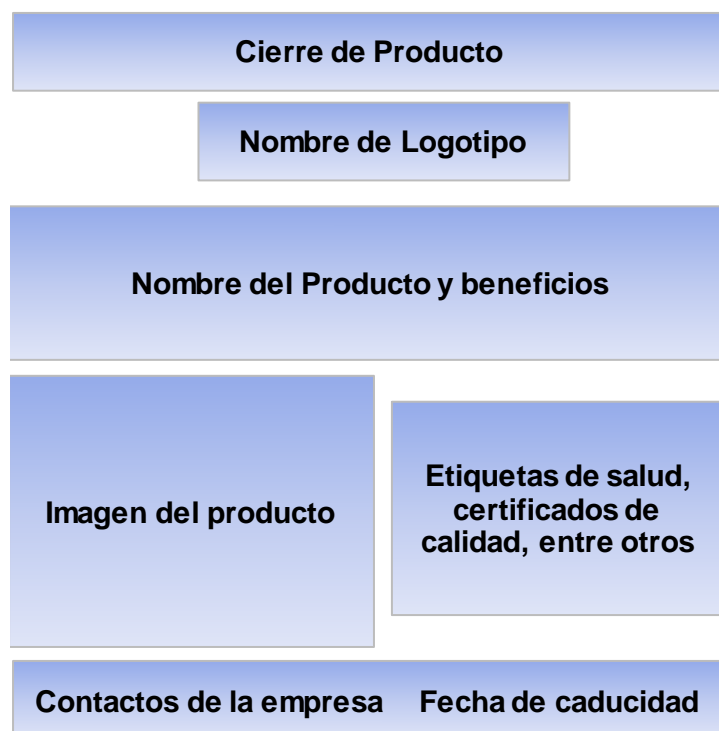 Cierre de Producto
Nombre de Logotipo
Nombre del Producto y beneficios
Imagen del producto
Etiquetas de salud,
certificados de
calidad, entre otros
Contactos de la empresa Fecha de caducidad